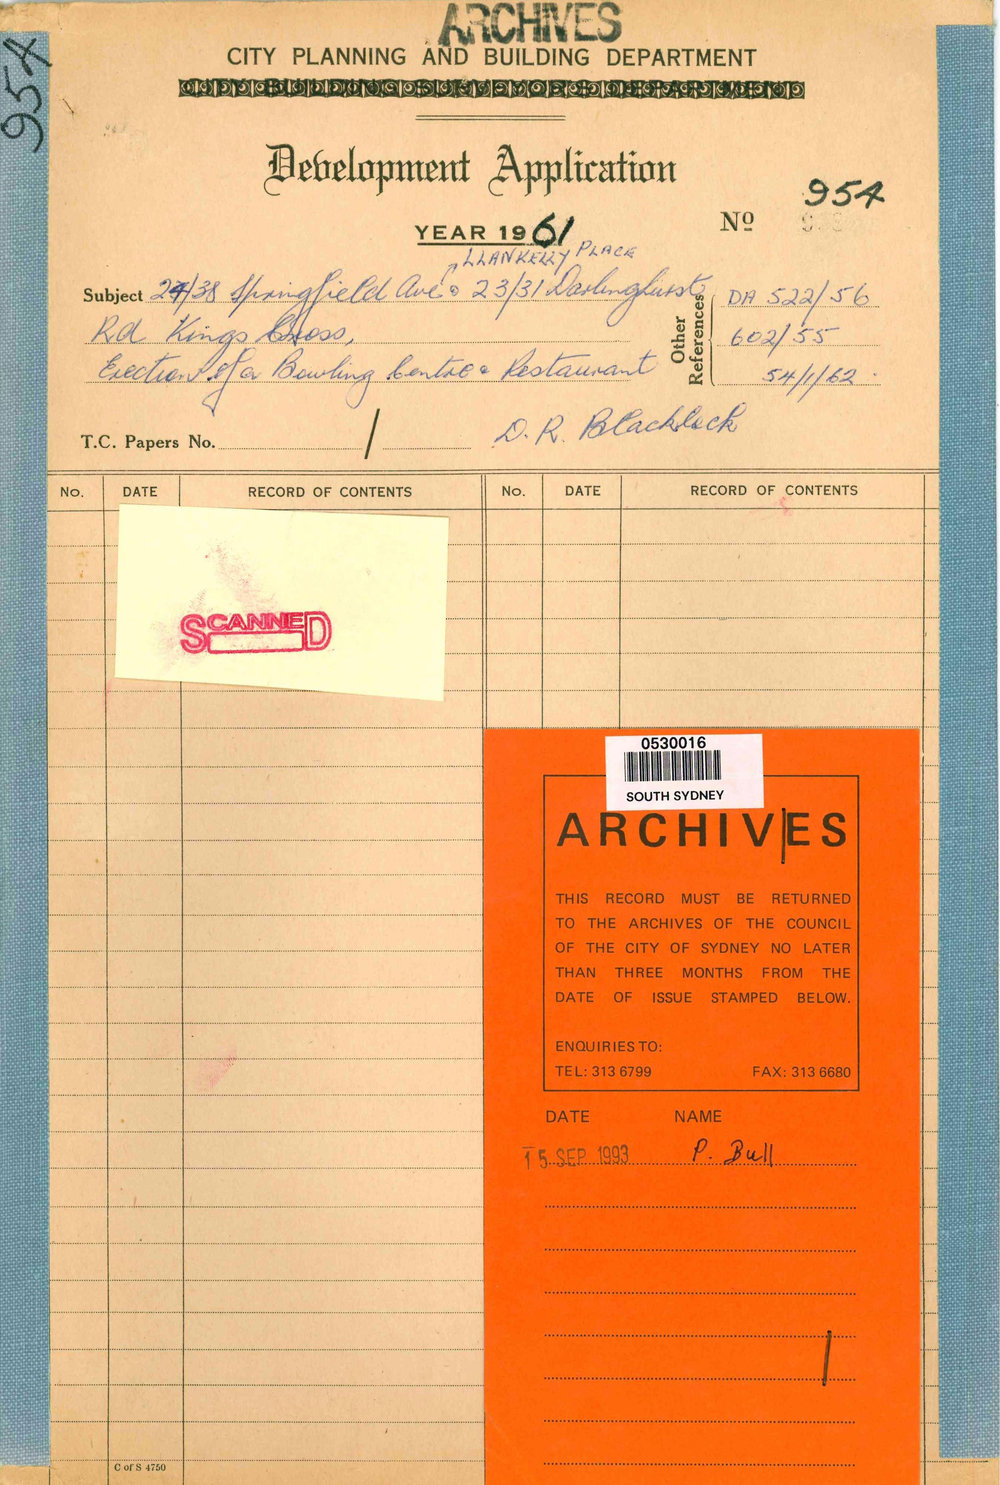 ARCHIVES
954
CITY PLANNING AND BUILDING DEPARTMENT
CITY BUILDING SURVEYOR'S DEPARTMENT
Development Application
YEAR 1961
No 954
LLANKELLY PLACE
Subject 24/38 Springfield Ave & 23/31 Darlinghurst
Rd Kings Cross,
Erection of a Bowling Centre & Restaurant
Other References
DA 522/56
602/55
54/1/62
T.C. Papers No. /
D. R. Blacklock
No. DATE RECORD OF CONTENTS No. DATE RECORD OF CONTENTS
SCANNED
0530016
SOUTH SYDNEY
ARCHIVES
THIS RECORD MUST BE RETURNED
TO THE ARCHIVES OF THE COUNCIL
OF THE CITY OF SYDNEY NO LATER
THAN THREE MONTHS FROM THE
DATE OF ISSUE STAMPED BELOW.
ENQUIRIES TO:
TEL: 313 6799 FAX: 313 6680
DATE NAME
15 SEP 1993 P. Bull
C of S 4750